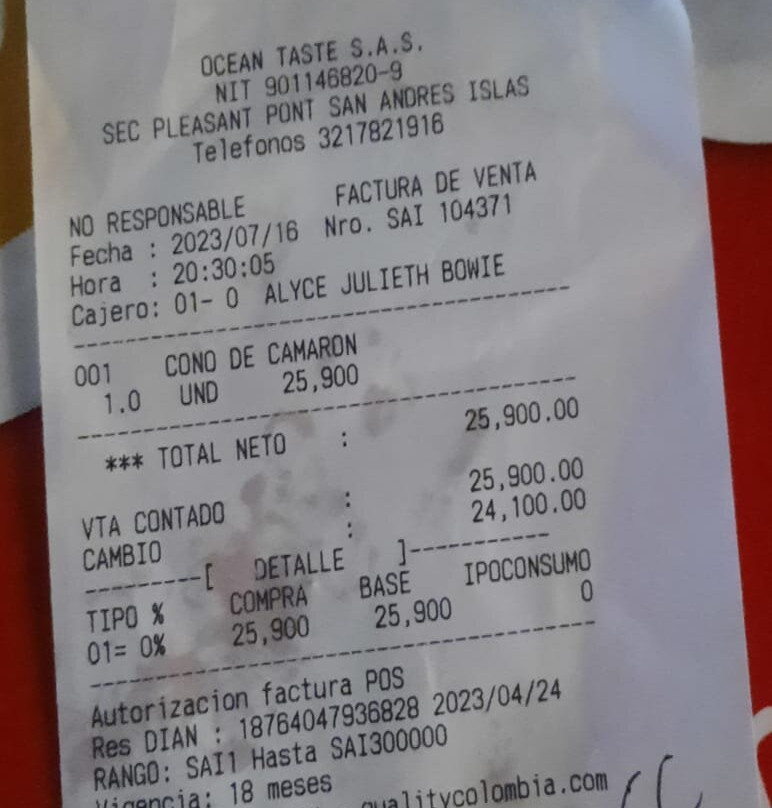 OCEAN TASTE S.A.S.
NIT 901146820-9
SEC PLEASANT PONT SAN ANDRES ISLAS
Telefonos 3217821916
NO RESPONSABLE FACTURA DE VENTA
Fecha : 2023/07/16 Nro. SAI 104371
Hora : 20:30:05
Cajero: 01- 0 ALYCE JULIETH BOWIE
--------------------------------------
001 CONO DE CAMARON
1.0 UND 25,900
--------------------------------------
*** TOTAL NETO : 25,900.00
VTA CONTADO : 25,900.00
CAMBIO : 24,100.00
---------[ DETALLE ]-----------
TIPO % COMPRA BASE IPOCONSUMO
01= 0% 25,900 25,900 0
--------------------------------------
Autorizacion factura POS
Res DIAN : 18764047936828 2023/04/24
RANGO: SAI1 Hasta SAI300000
Vigencia: 18 meses
qualitycolombia.com